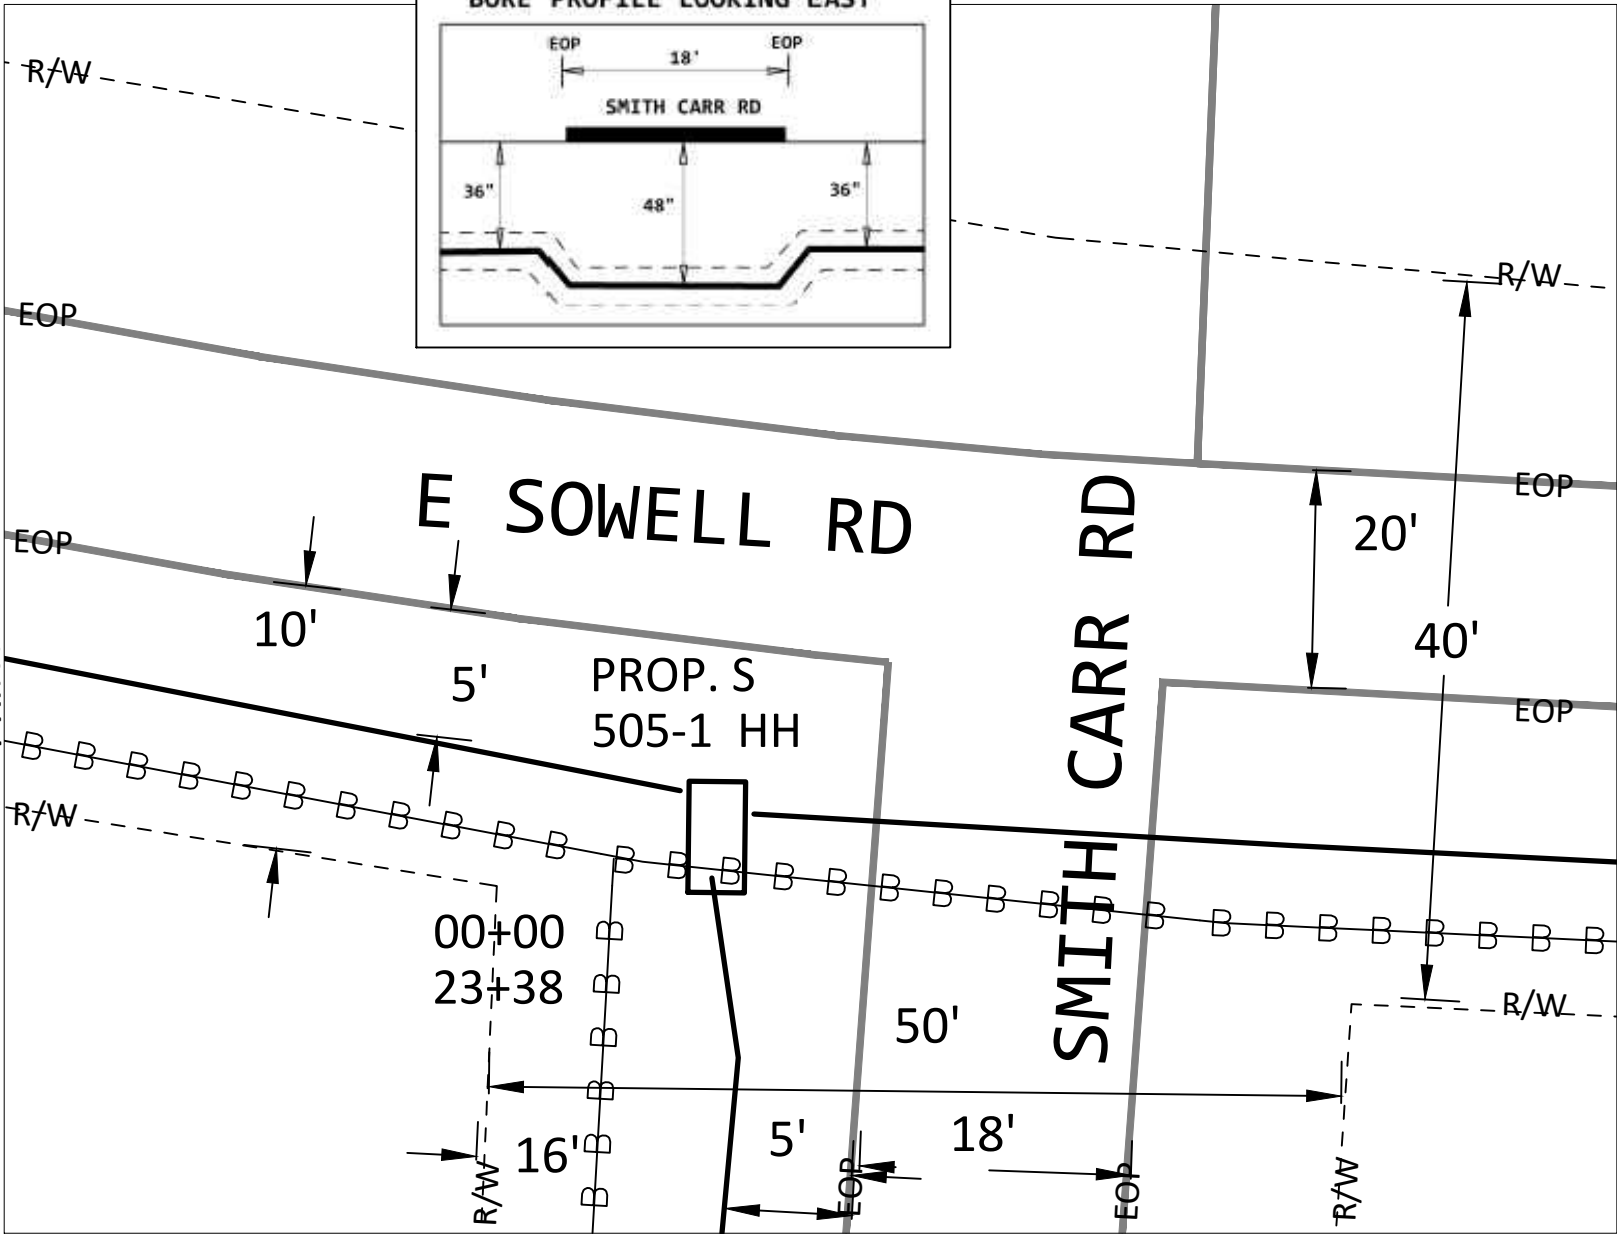 BORE PROFILE LOOKING EAST
EOP
EOP
18'
SMITH CARR RD
36"
48"
36"
R/W
R/W
EOP
EOP
E SOWELL RD
SMITH CARR RD
20'
EOP
40'
EOP
10'
5'
PROP. S
505-1 HH
B B B B B B B B B B B B B B B B B B B B B B B B B B B B B B
R/W
00+00
23+38
B
B
B
B
B
B
R/W
50'
5'
18'
16'
R/W
EOP
EOP
R/W